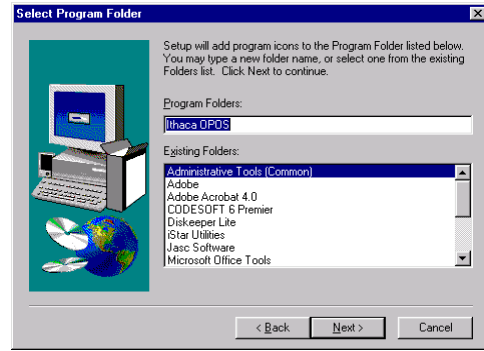 Select Program Folder
Setup will add program icons to the Program Folder listed below.
You may type a new folder name, or select one from the existing
Folders list. Click Next to continue.
Program Folders:
Ithaca OPOS
Existing Folders:
Administrative Tools (Common)
Adobe
Adobe Acrobat 4.0
CODESOFT 6 Premier
Diskeeper Lite
iStar Utilities
Jasc Software
Microsoft Office Tools
< Back
Next >
Cancel